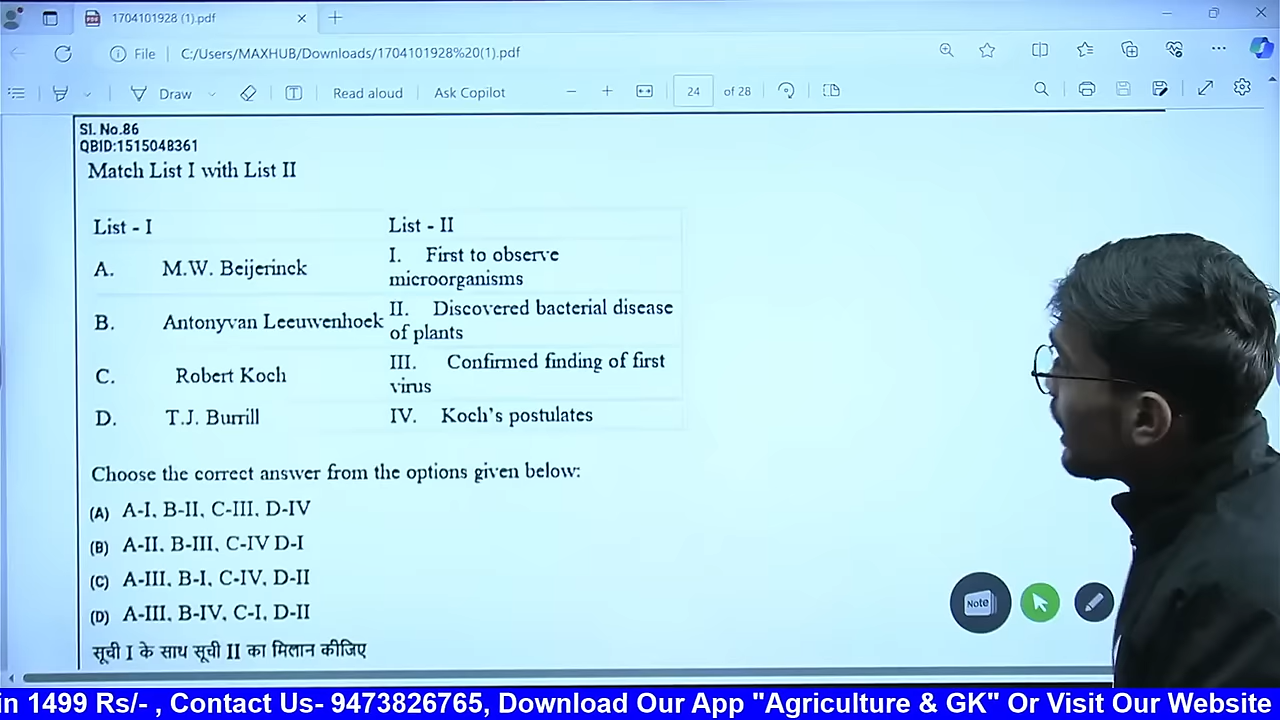 1704101928 (1).pdf
File C:/Users/MAXHUB/Downloads/1704101928%20(1).pdf
Draw Read aloud Ask Copilot 24 of 28
Sl. No.86
QBID:1515048361
Match List I with List II
List - I List - II
A. M.W. Beijerinck I. First to observe
microorganisms
B. Antonyvan Leeuwenhoek II. Discovered bacterial disease
of plants
C. Robert Koch III. Confirmed finding of first
virus
D. T.J. Burrill IV. Koch's postulates
Choose the correct answer from the options given below:
(A) A-I, B-II, C-III, D-IV
(B) A-II. B-III, C-IV D-I
(C) A-III, B-I, C-IV, D-II
(D) A-III, B-IV, C-I, D-II
सूची I के साथ सूची II का मिलान कीजिए
Note
in 1499 Rs/- , Contact Us- 9473826765, Download Our App "Agriculture & GK" Or Visit Our Website